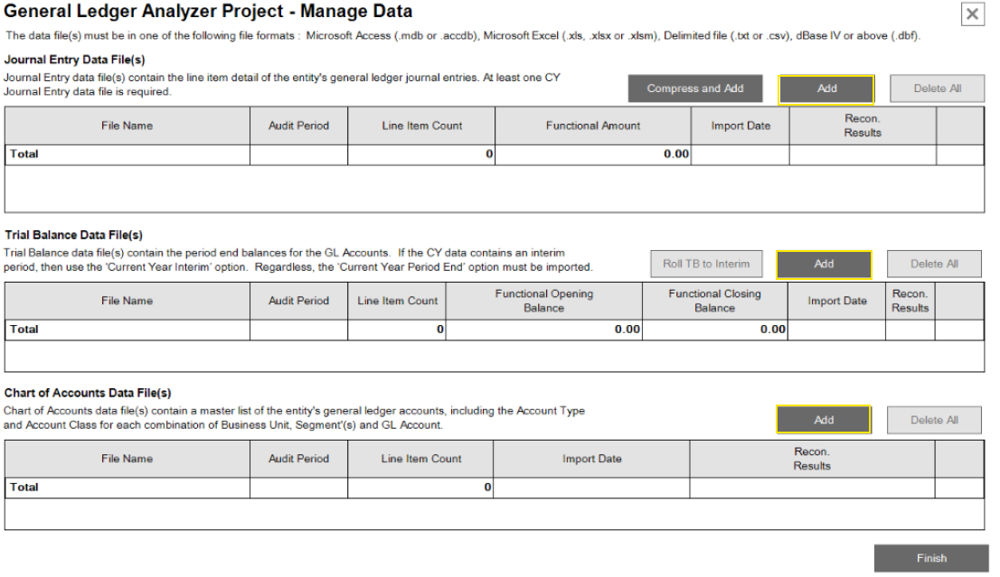 General Ledger Analyzer Project - Manage Data
The data file(s) must be in one of the following file formats : Microsoft Access (.mdb or .accdb), Microsoft Excel (.xls, .xlsx or .xlsm), Delimited file (.txt or .csv), dBase IV or above (.dbf).
Journal Entry Data File(s)
Journal Entry data file(s) contain the line item detail of the entity's general ledger journal entries. At least one CY
Journal Entry data file is required.
Compress and Add Add Delete All
File Name Audit Period Line Item Count Functional Amount Import Date Recon.
Results
Total 0 0.00
Trial Balance Data File(s)
Trial Balance data file(s) contain the period end balances for the GL Accounts. If the CY data contains an interim
period, then use the 'Current Year Interim' option. Regardless, the 'Current Year Period End' option must be imported.
Roll TB to Interim Add Delete All
File Name Audit Period Line Item Count Functional Opening
Balance Functional Closing
Balance Import Date Recon.
Results
Total 0 0.00 0.00
Chart of Accounts Data File(s)
Chart of Accounts data file(s) contain a master list of the entity's general ledger accounts, including the Account Type
and Account Class for each combination of Business Unit, Segment'(s) and GL Account.
Add Delete All
File Name Audit Period Line Item Count Import Date Recon.
Results
Total 0
Finish